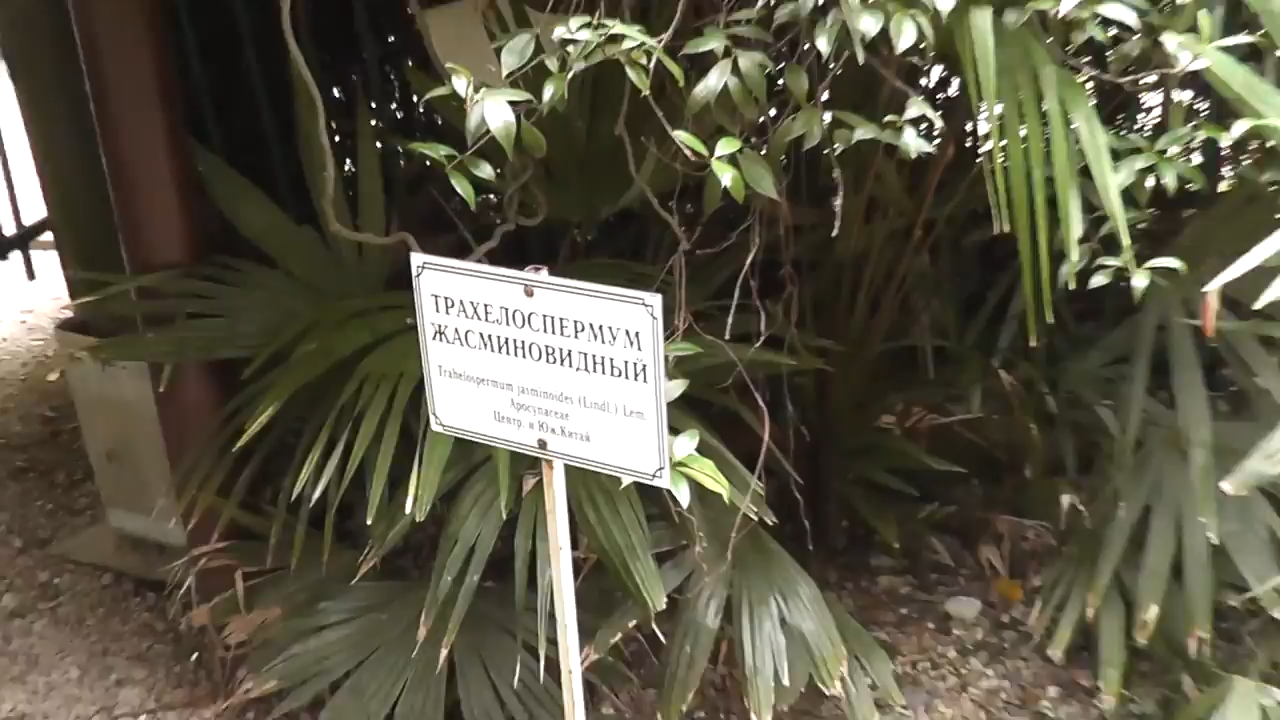 ТРАХЕЛОСПЕРМУМ
ЖАСМИНОВИДНЫЙ
Trahelospermum jasminoides (Lindl.) Lem.
Apocynaceae
Центр. и Юж.Китай